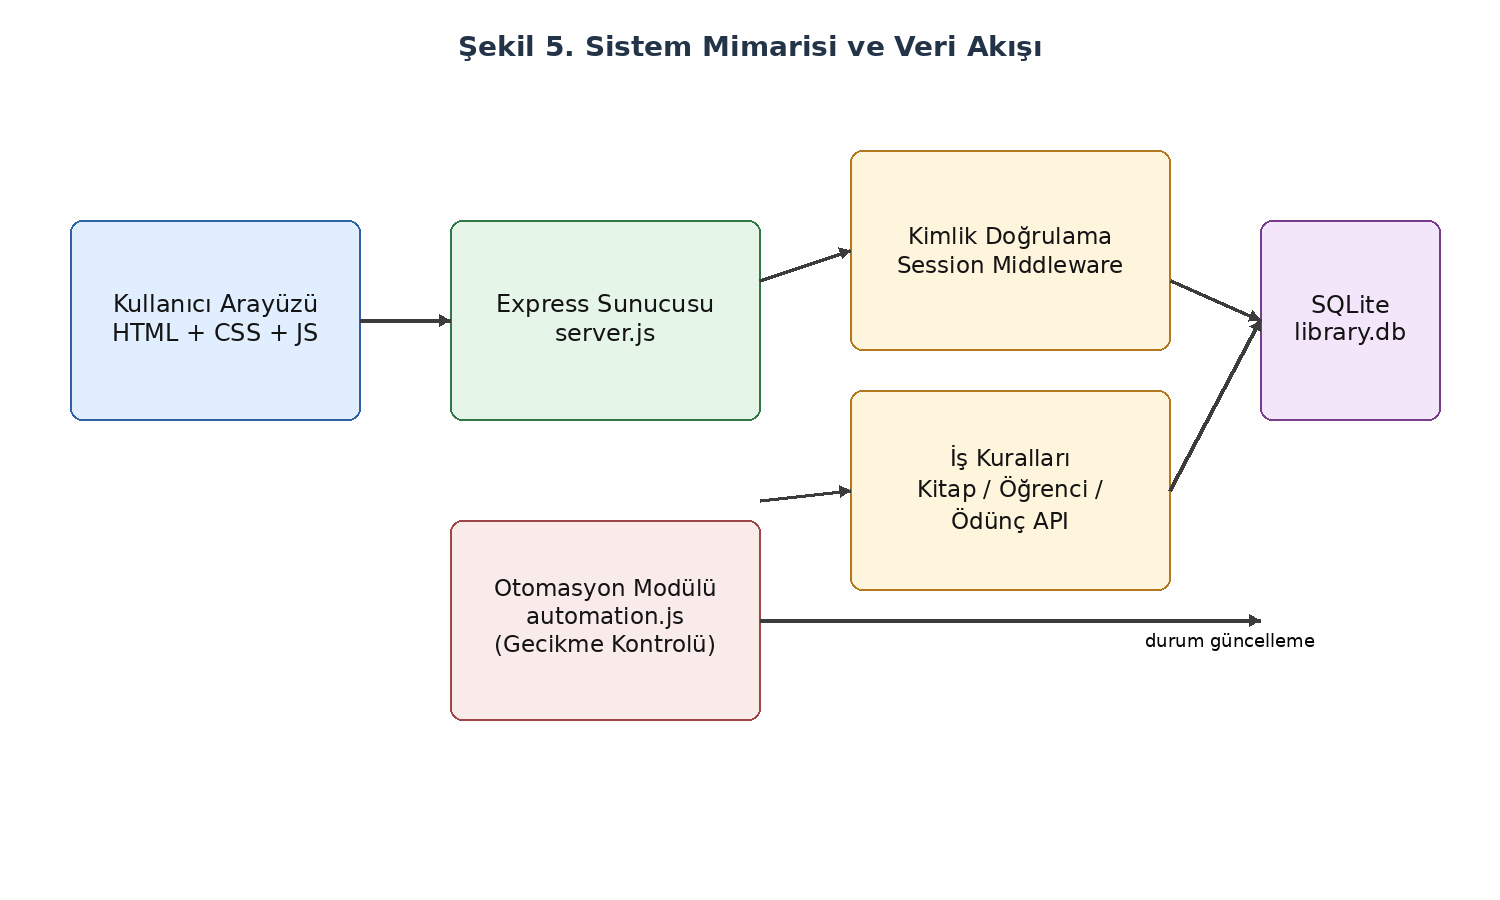 Şekil 5. Sistem Mimarisi ve Veri Akışı
Kullanıcı Arayüzü
HTML + CSS + JS
Express Sunucusu
server.js
Kimlik Doğrulama
Session Middleware
SQLite
library.db
İş Kuralları
Kitap / Öğrenci /
Ödünç API
Otomasyon Modülü
automation.js
(Gecikme Kontrolü)
durum güncelleme